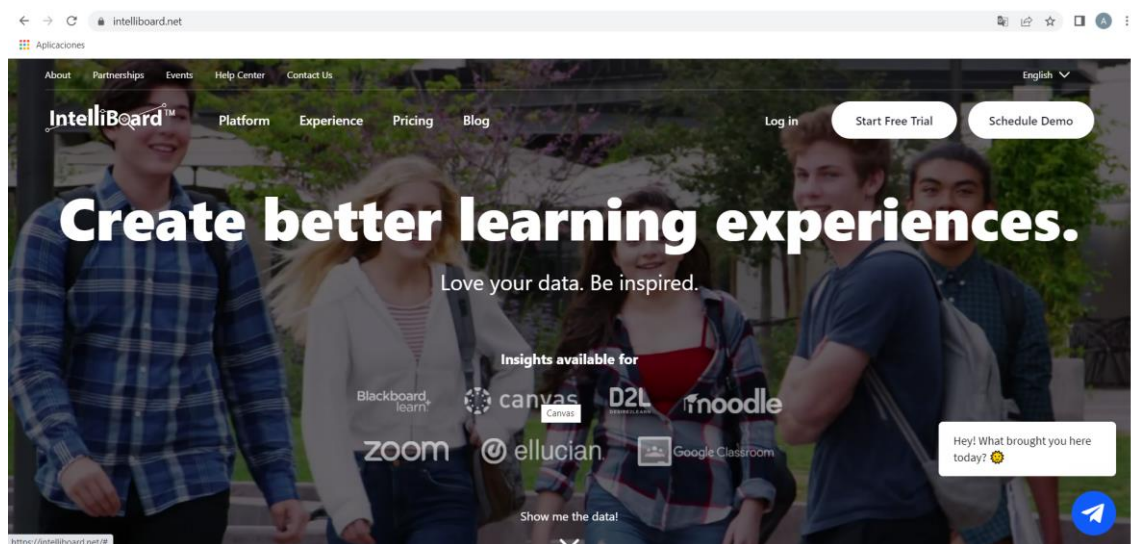 intelliboard.net
A
Aplicaciones
About Partnerships Events Help Center Contact Us English
IntelliBoard™ Platform Experience Pricing Blog Log in Start Free Trial Schedule Demo
Create better learning experiences.
Love your data. Be inspired.
Insights available for
Blackboard learn+ canvas D2L DESIRE2LEARN moodle
Canvas
zoom ellucian Google Classroom
Hey! What brought you here
today? 🌞
Show me the data!
https://intelliboard.net/#